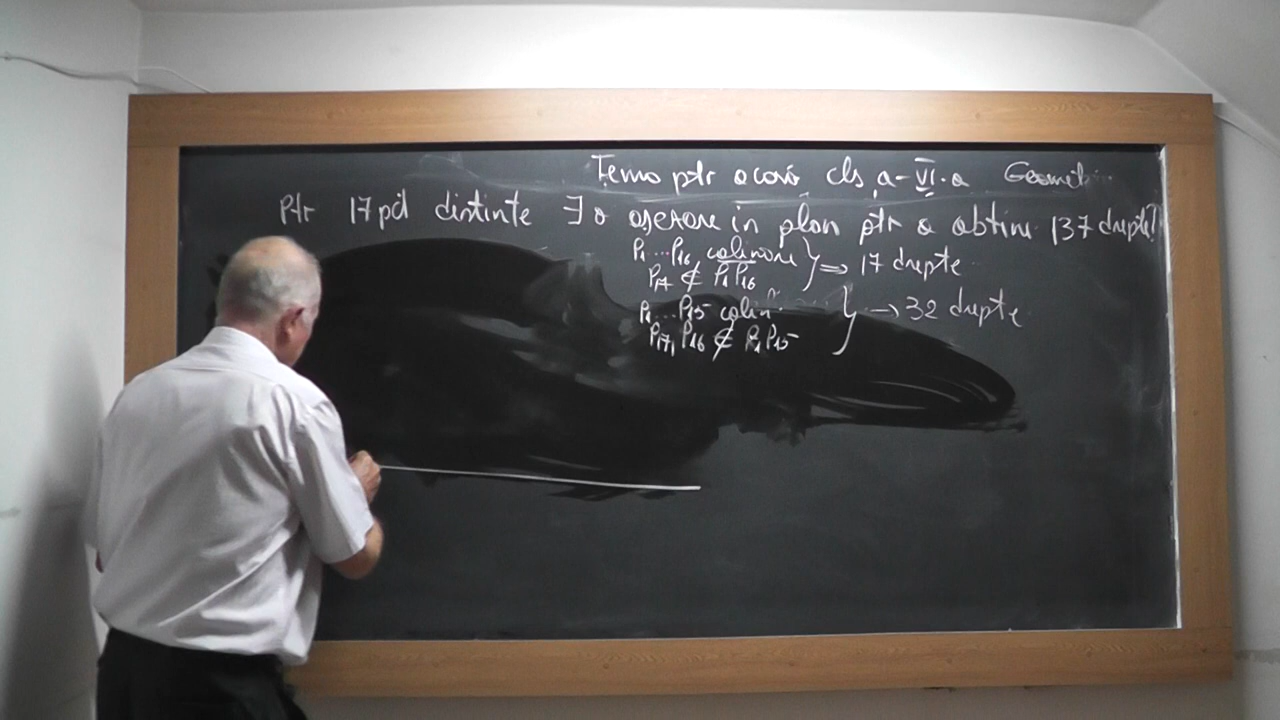 Temă ptr acasă cls a-VI-a Geometr
Ptr 17 pct distincte ∃ o așezare în plan ptr a obține 137 drepte?
P₁...P₁₆ coliniare } ⇒ 17 drepte
P₁₇ ∉ P₁P₁₆
P₁...P₁₅ colin. } → 32 drepte
P₁₇, P₁₆ ∉ P₁P₁₅